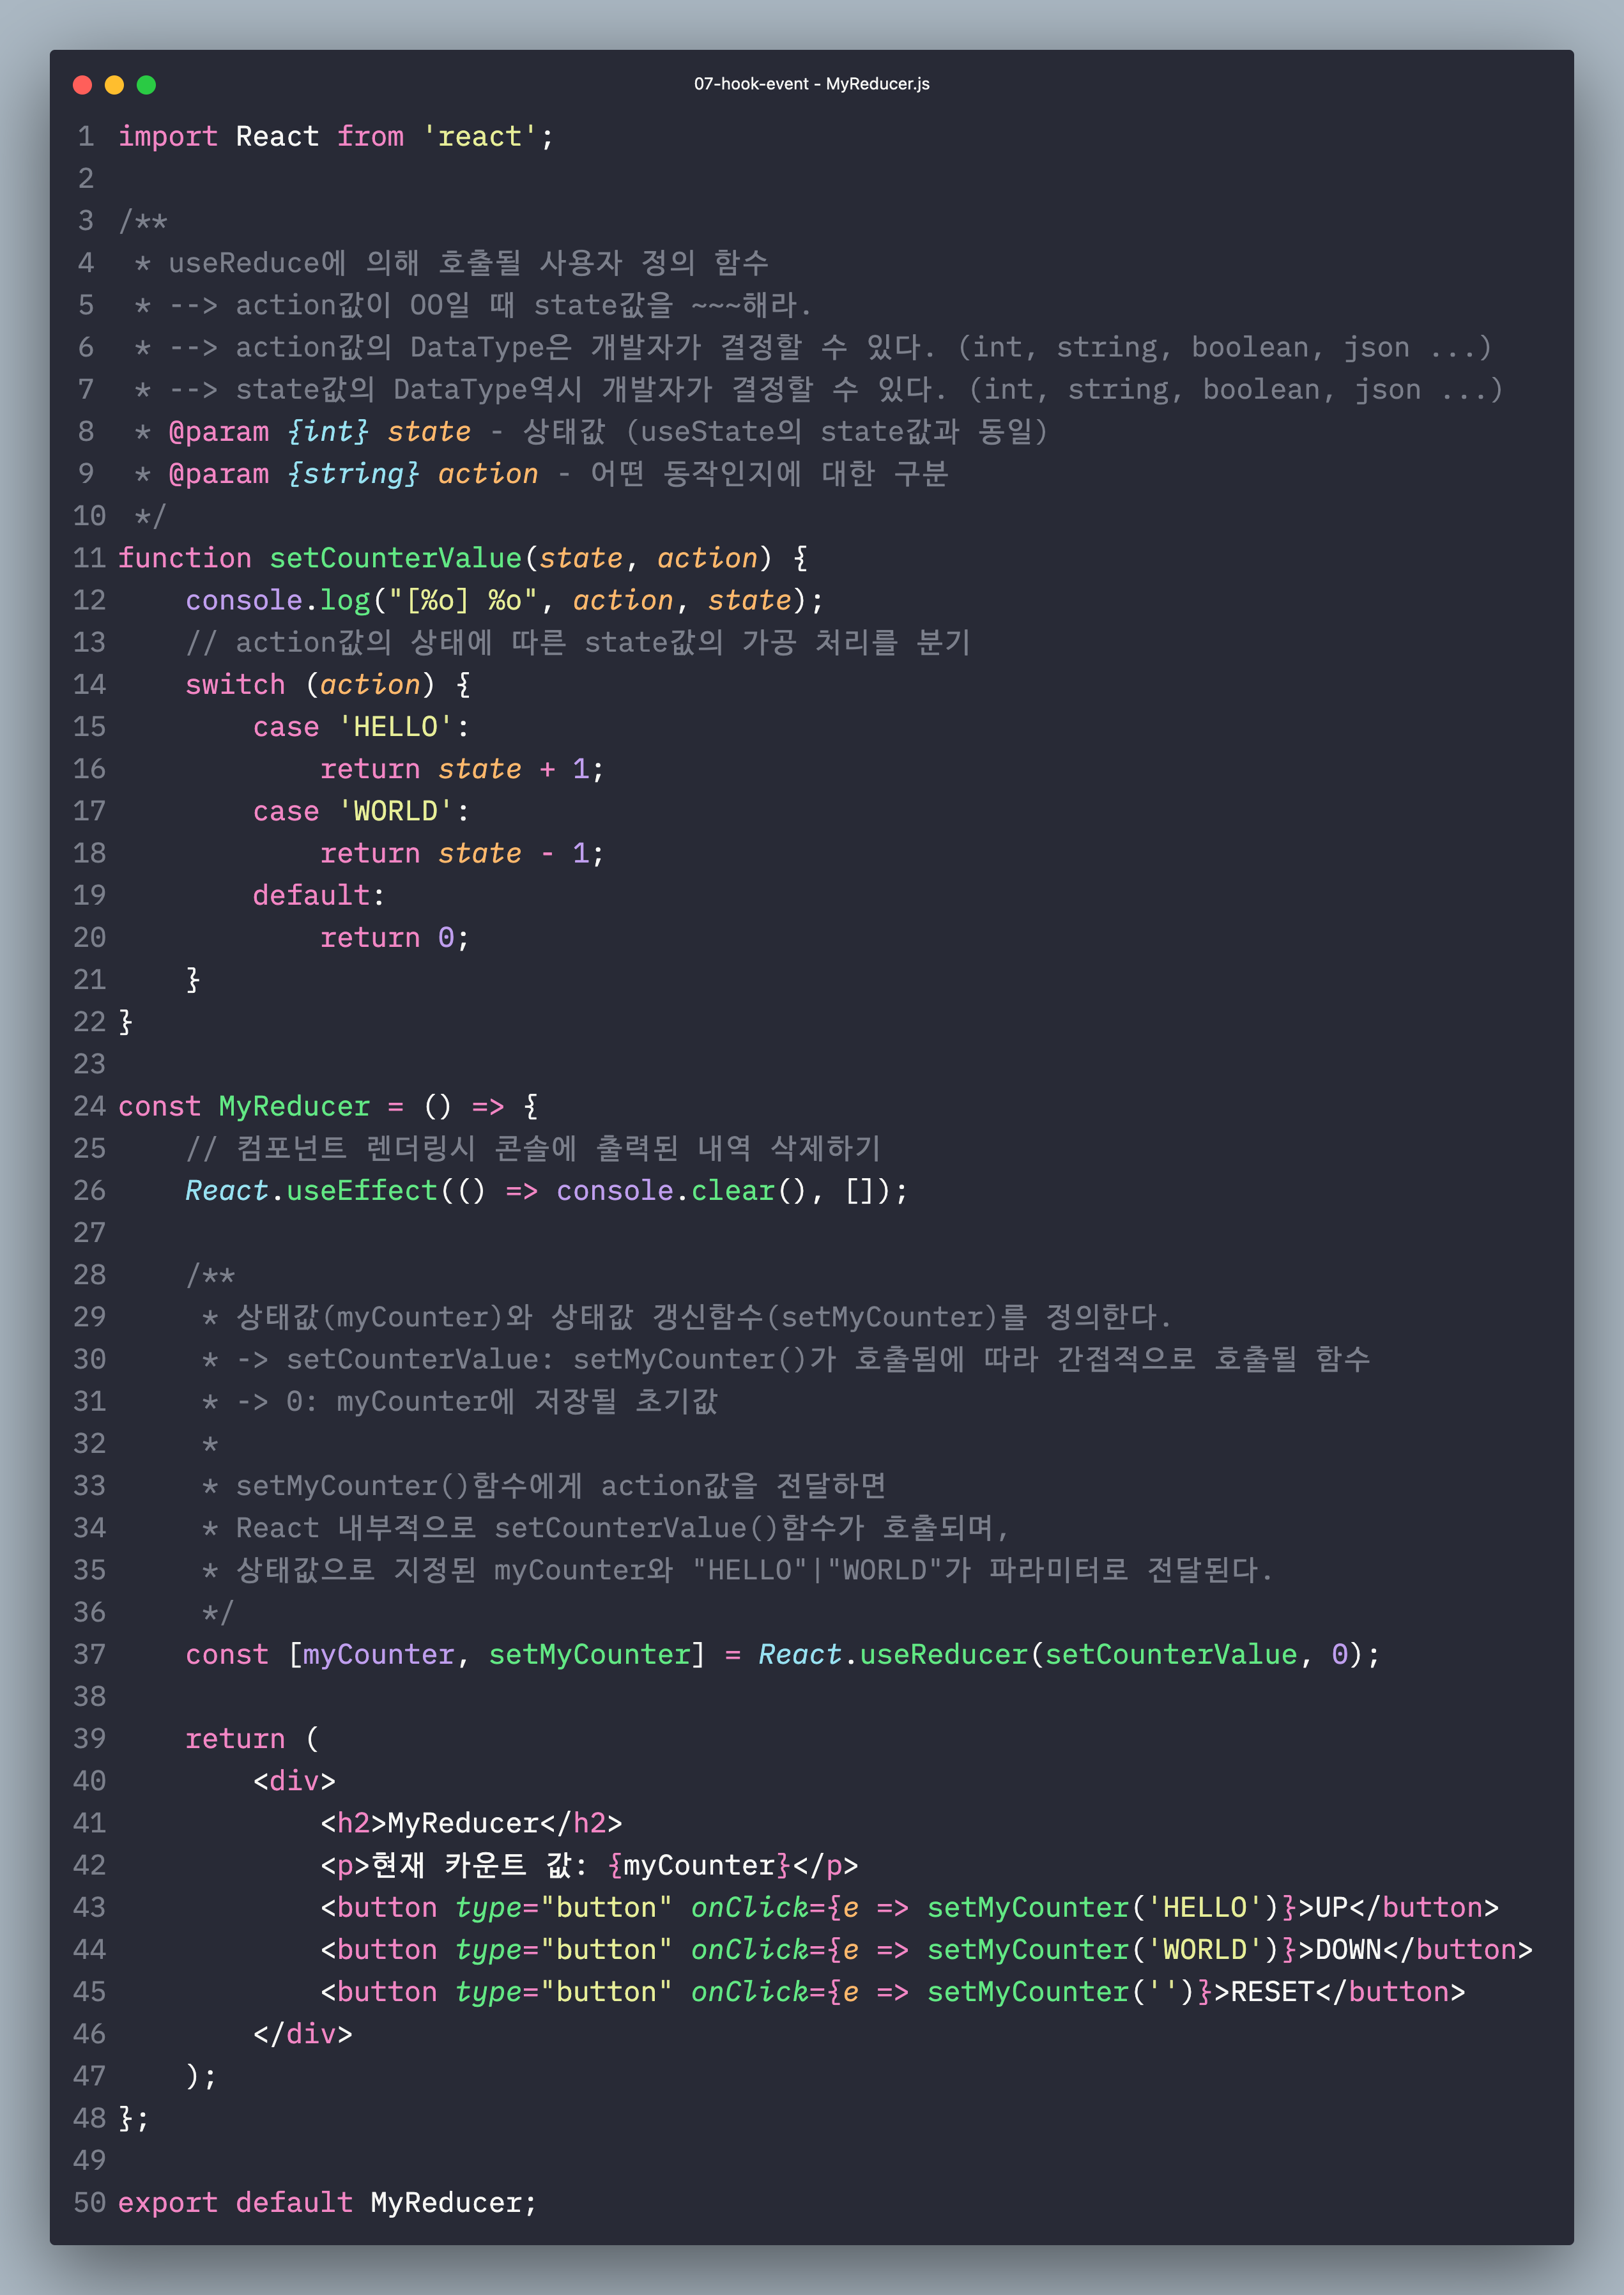 07-hook-event - MyReducer.js
1 import React from 'react';
2
3 /**
4  * useReduce에 의해 호출될 사용자 정의 함수
5  * --> action값이 OO일 때 state값을 ~~~해라.
6  * --> action값의 DataType은 개발자가 결정할 수 있다. (int, string, boolean, json ...)
7  * --> state값의 DataType역시 개발자가 결정할 수 있다. (int, string, boolean, json ...)
8  * @param {int} state - 상태값 (useState의 state값과 동일)
9  * @param {string} action - 어떤 동작인지에 대한 구분
10  */
11 function setCounterValue(state, action) {
12     console.log("[%o] %o", action, state);
13     // action값의 상태에 따른 state값의 가공 처리를 분기
14     switch (action) {
15         case 'HELLO':
16             return state + 1;
17         case 'WORLD':
18             return state - 1;
19         default:
20             return 0;
21     }
22 }
23
24 const MyReducer = () => {
25     // 컴포넌트 렌더링시 콘솔에 출력된 내역 삭제하기
26     React.useEffect(() => console.clear(), []);
27
28     /**
29      * 상태값(myCounter)와 상태값 갱신함수(setMyCounter)를 정의한다.
30      * -> setCounterValue: setMyCounter()가 호출됨에 따라 간접적으로 호출될 함수
31      * -> 0: myCounter에 저장될 초기값
32      *
33      * setMyCounter()함수에게 action값을 전달하면
34      * React 내부적으로 setCounterValue()함수가 호출되며,
35      * 상태값으로 지정된 myCounter와 "HELLO"|"WORLD"가 파라미터로 전달된다.
36      */
37     const [myCounter, setMyCounter] = React.useReducer(setCounterValue, 0);
38
39     return (
40         <div>
41             <h2>MyReducer</h2>
42             <p>현재 카운트 값: {myCounter}</p>
43             <button type="button" onClick={e => setMyCounter('HELLO')}>UP</button>
44             <button type="button" onClick={e => setMyCounter('WORLD')}>DOWN</button>
45             <button type="button" onClick={e => setMyCounter('')}>RESET</button>
46         </div>
47     );
48 };
49
50 export default MyReducer;